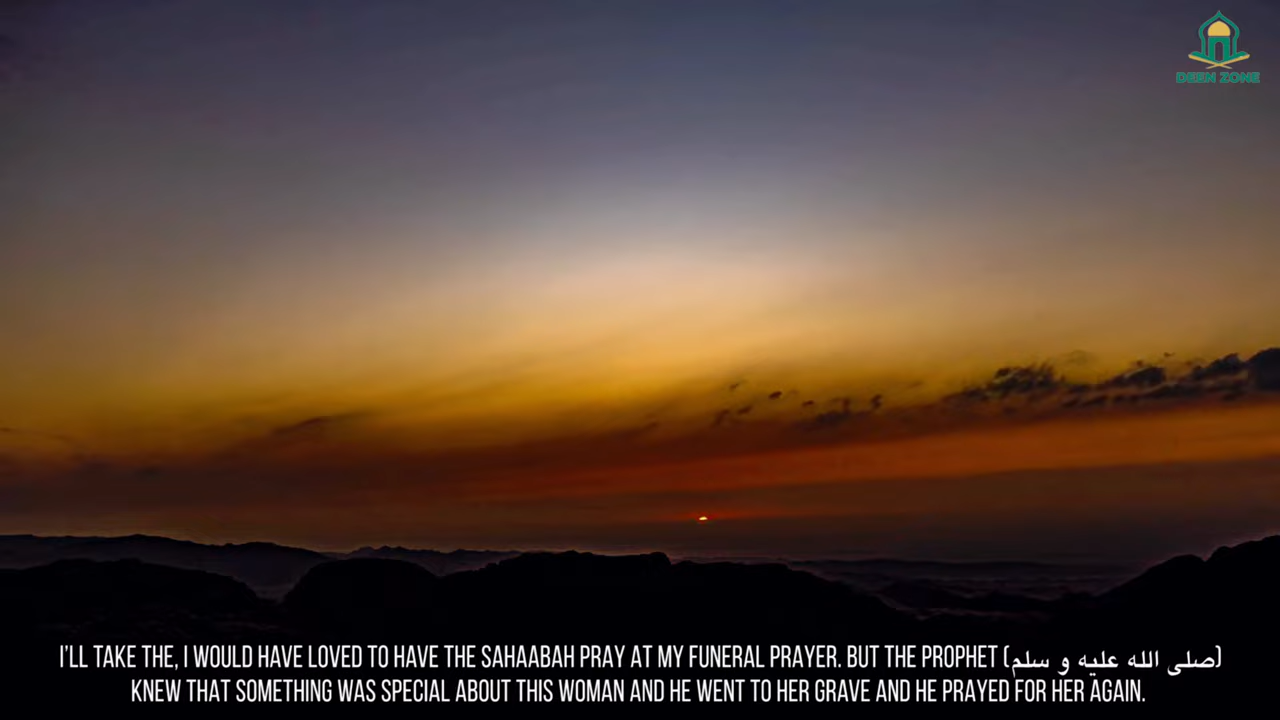 DEEN ZONE
I'LL TAKE THE, I WOULD HAVE LOVED TO HAVE THE SAHAABAH PRAY AT MY FUNERAL PRAYER. BUT THE PROPHET (صلى الله عليه و سلم)
KNEW THAT SOMETHING WAS SPECIAL ABOUT THIS WOMAN AND HE WENT TO HER GRAVE AND HE PRAYED FOR HER AGAIN.